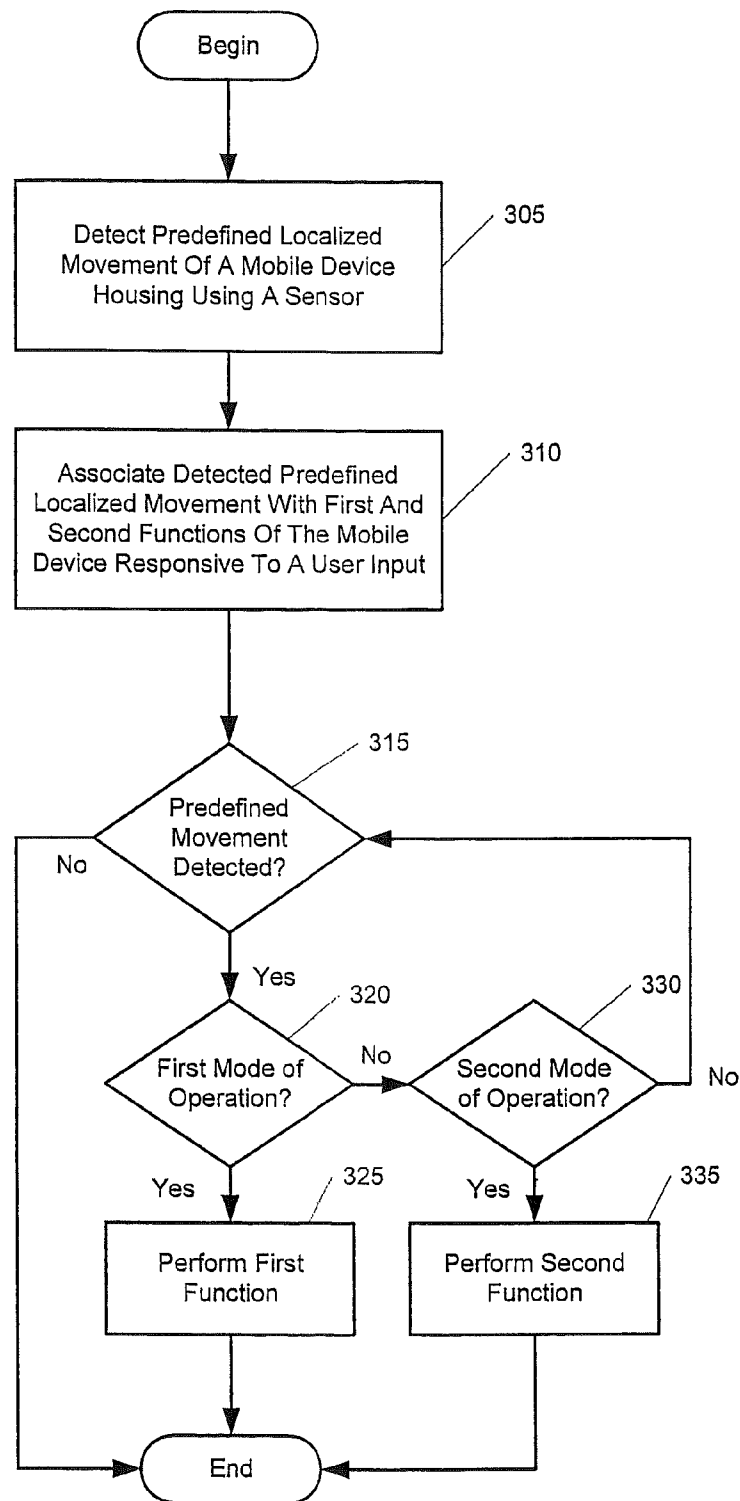 Begin
305
Detect Predefined Localized
Movement Of A Mobile Device
Housing Using A Sensor
310
Associate Detected Predefined
Localized Movement With First And
Second Functions Of The Mobile
Device Responsive To A User Input
315
Predefined
Movement
Detected?
No
Yes
320
330
First Mode of
Operation?
No
Second Mode
of Operation?
No
Yes
325
Yes
335
Perform First
Function
Perform Second
Function
End